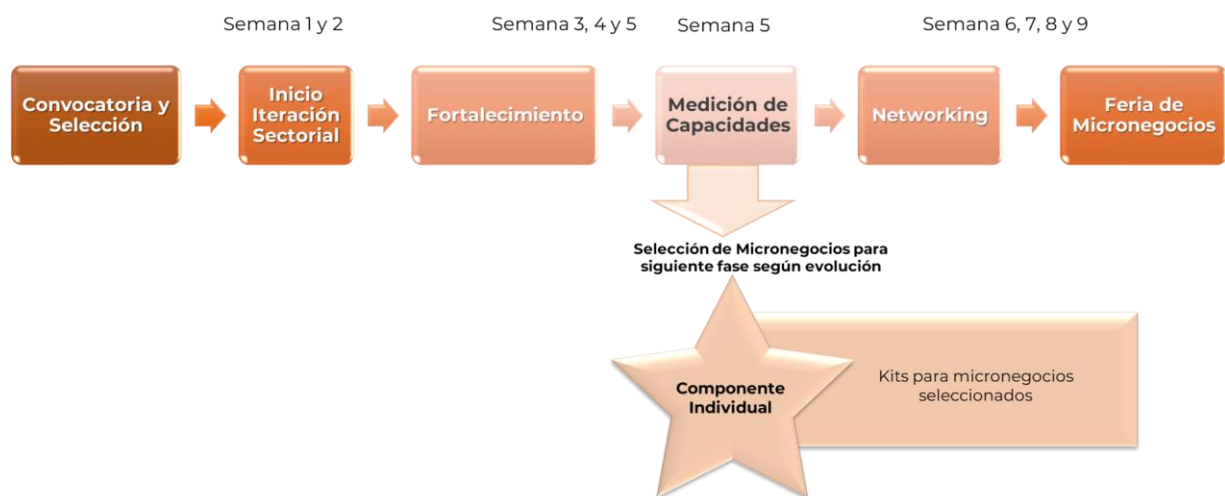 Semana 1 y 2
Semana 3, 4 y 5
Semana 5
Semana 6, 7, 8 y 9
Convocatoria y
Selección
Inicio
Iteración
Sectorial
Fortalecimiento
Medición de
Capacidades
Networking
Feria de
Micronegocios
Selección de Micronegocios para
siguiente fase según evolución
Componente
Individual
Kits para micronegocios
seleccionados